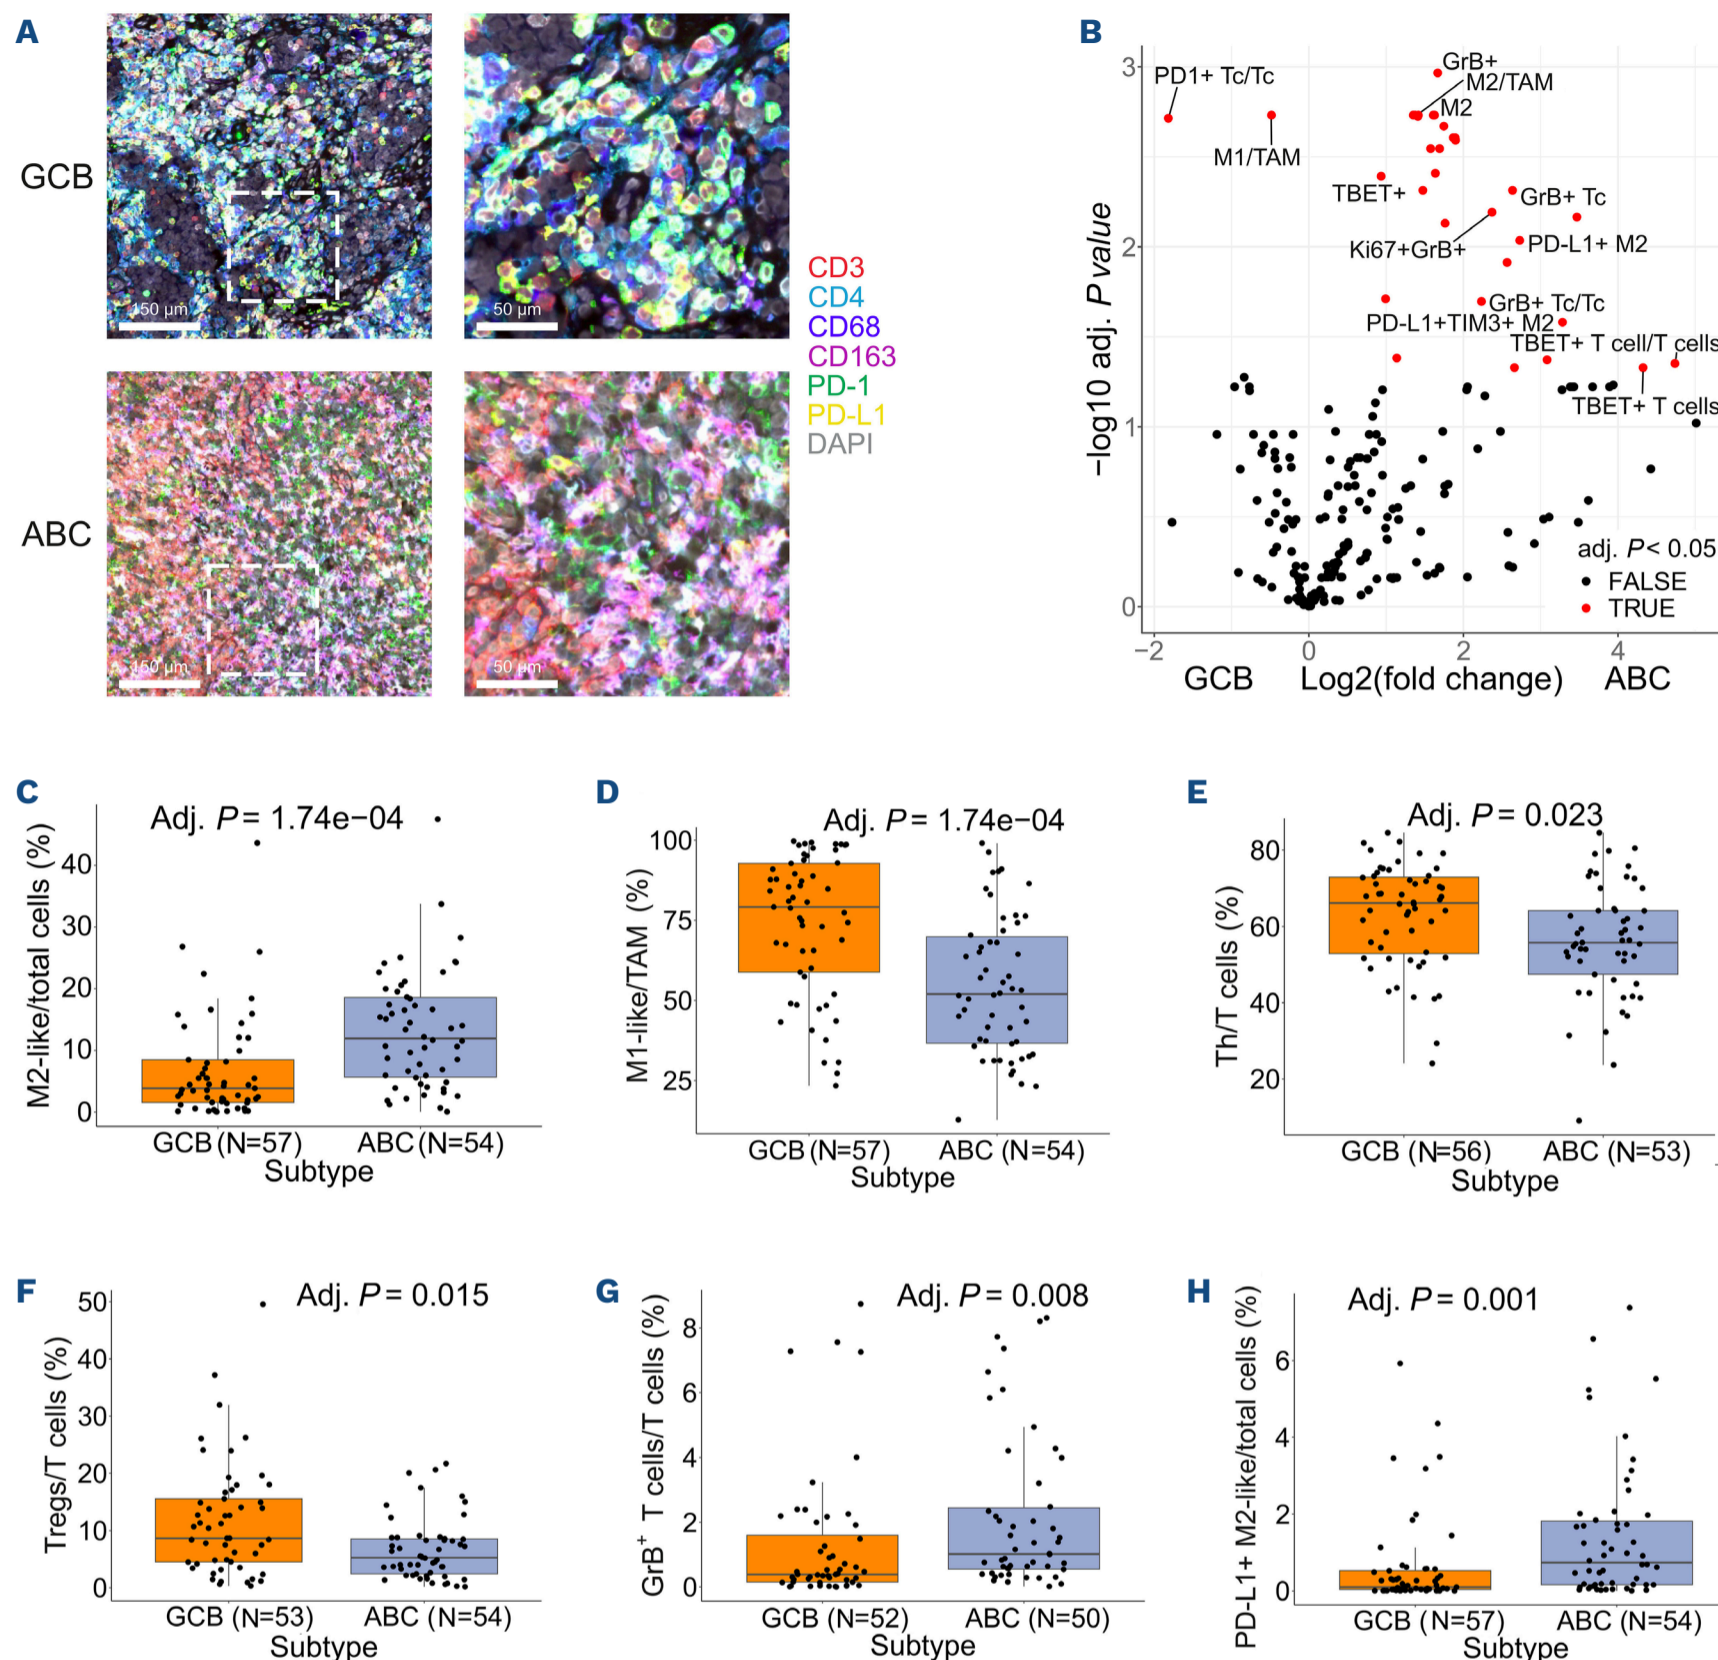 A
GCB
150 µm
50 µm
ABC
150 µm
50 µm
CD3
CD4
CD68
CD163
PD-1
PD-L1
DAPI
B
−log10 adj. P value
3
2
1
0
−2
0
2
4
GCB
Log2(fold change)
ABC
PD1+ Tc/Tc
M1/TAM
GrB+
M2/TAM
M2
TBET+
GrB+ Tc
Ki67+GrB+
PD-L1+ M2
GrB+ Tc/Tc
PD-L1+TIM3+ M2
TBET+ T cell/T cells
TBET+ T cells
adj. P < 0.05
FALSE
TRUE
C
Adj. P = 1.74e−04
M2-like/total cells (%)
40
30
20
10
0
GCB (N=57)
ABC (N=54)
Subtype
D
Adj. P = 1.74e−04
M1-like/TAM (%)
100
75
50
25
GCB (N=57)
ABC (N=54)
Subtype
E
Adj. P = 0.023
Th/T cells (%)
80
60
40
20
GCB (N=56)
ABC (N=53)
Subtype
F
Adj. P = 0.015
Tregs/T cells (%)
50
40
30
20
10
0
GCB (N=53)
ABC (N=54)
Subtype
G
Adj. P = 0.008
GrB+ T cells/T cells (%)
8
6
4
2
0
GCB (N=52)
ABC (N=50)
Subtype
H
Adj. P = 0.001
PD-L1+ M2-like/total cells (%)
6
4
2
0
GCB (N=57)
ABC (N=54)
Subtype